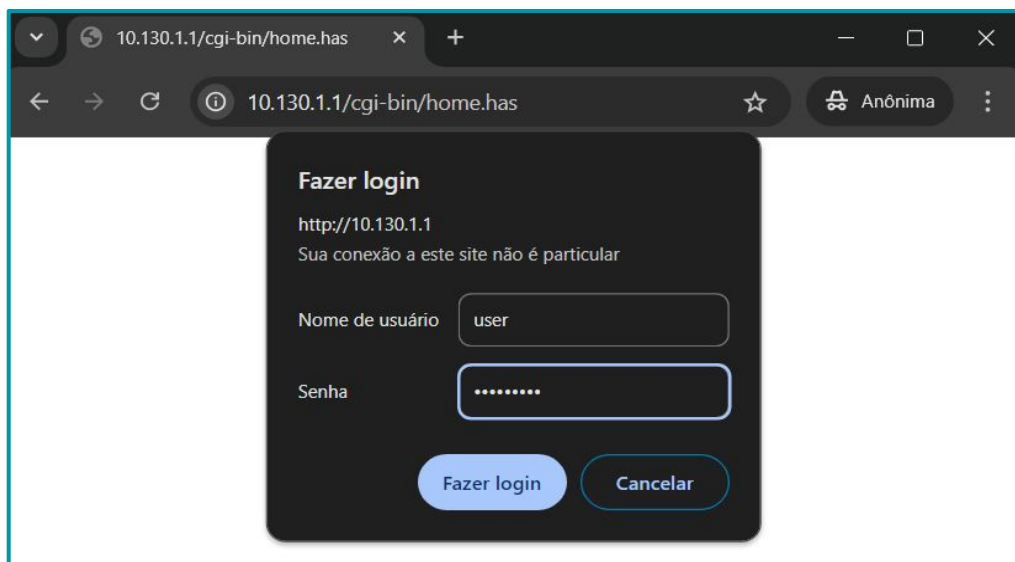 10.130.1.1/cgi-bin/home.has
10.130.1.1/cgi-bin/home.has
Anônima
Fazer login
http://10.130.1.1
Sua conexão a este site não é particular
Nome de usuário
user
Senha
•••••••••
Fazer login
Cancelar